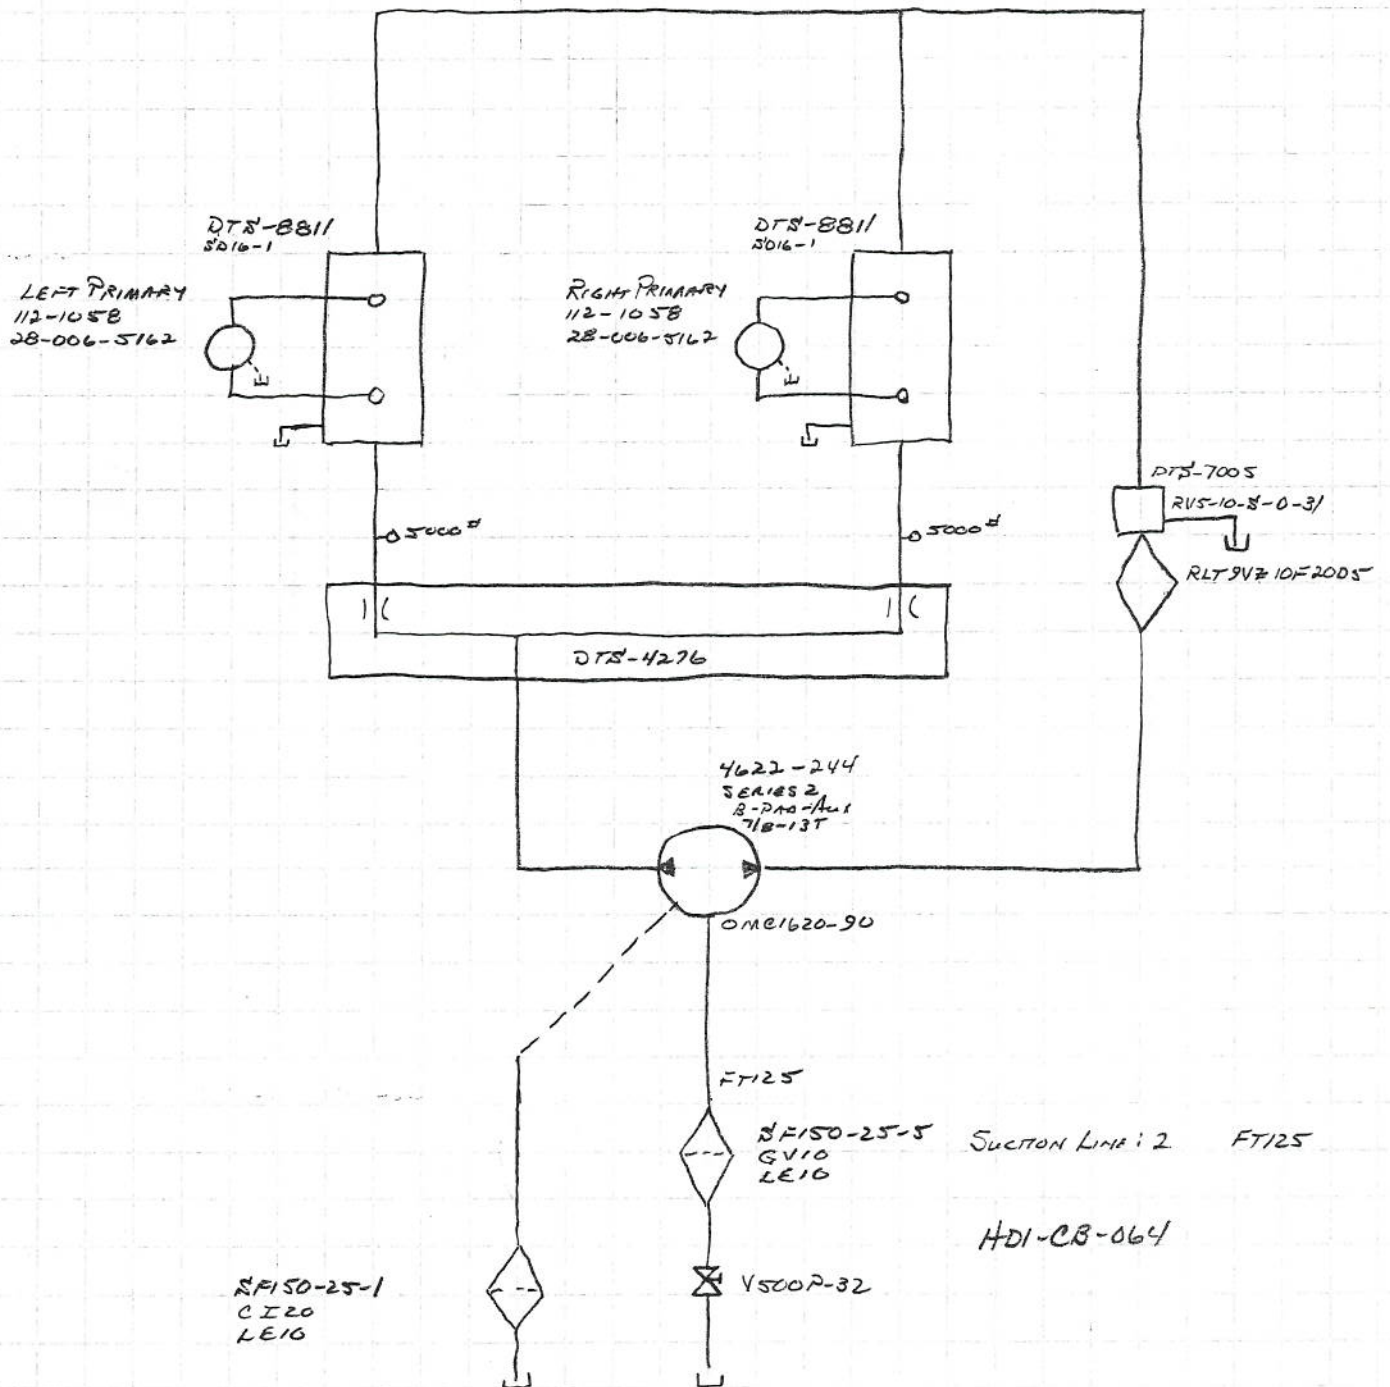 DTS-8811
SD16-1
LEFT PRIMARY
112-1058
28-006-5162
DTS-8811
SD16-1
RIGHT PRIMARY
112-1058
28-006-5162
DTS-7005
RV5-10-S-0-31
RLT9VZ10F20D5
5000#
5000#
DTS-4276
4622-244
SERIES 2
B-PAD-AUX
7/8-13T
OMC1620-90
FT125
SF150-25-5
GV10
LE10
SUCTION LINE: 2 FT125
HDI-CB-064
V500P-32
SF150-25-1
CI20
LE10